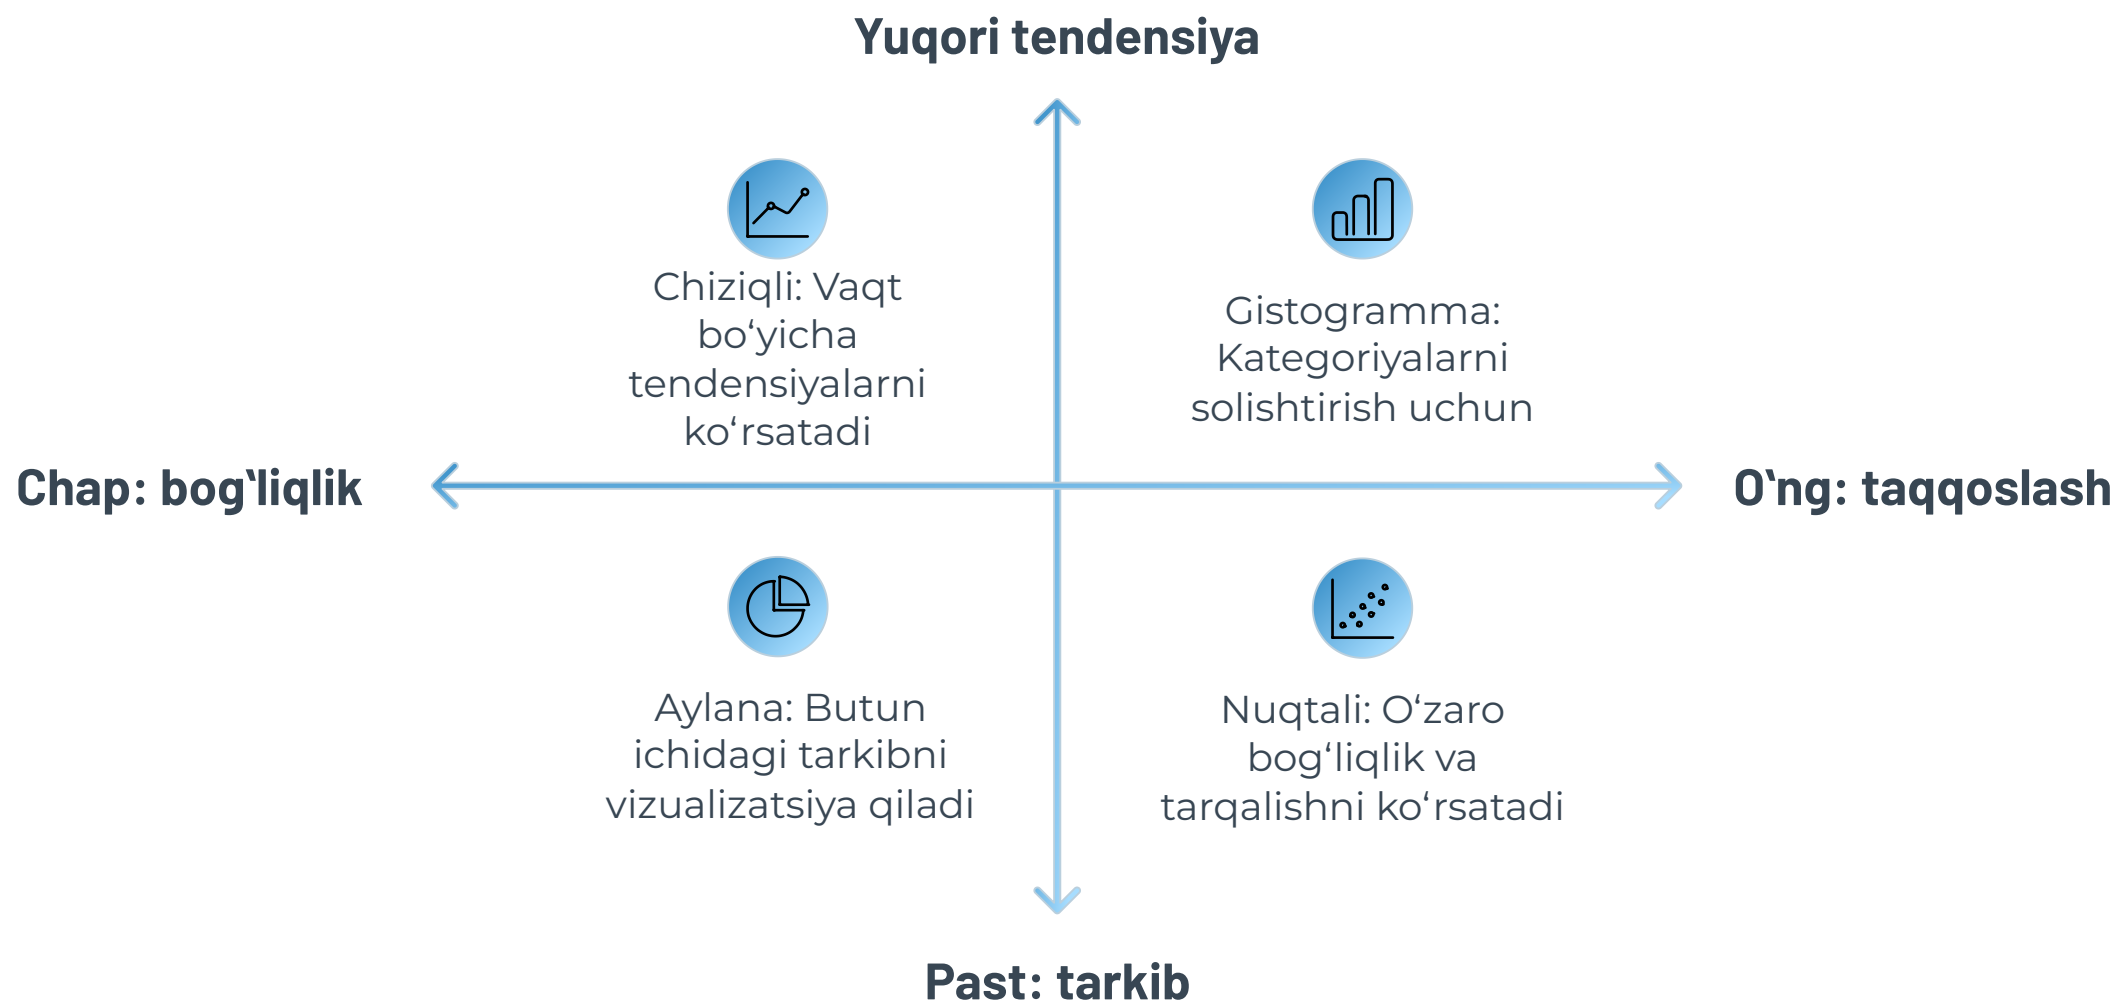 Yuqori tendensiya
Chiziqli: Vaqt
bo‘yicha
tendensiyalarni
ko‘rsatadi
Gistogramma:
Kategoriyalarni
solishtirish uchun
Chap: bog‘liqlik
O‘ng: taqqoslash
Aylana: Butun
ichidagi tarkibni
vizualizatsiya qiladi
Nuqtali: O‘zaro
bog‘liqlik va
tarqalishni ko‘rsatadi
Past: tarkib